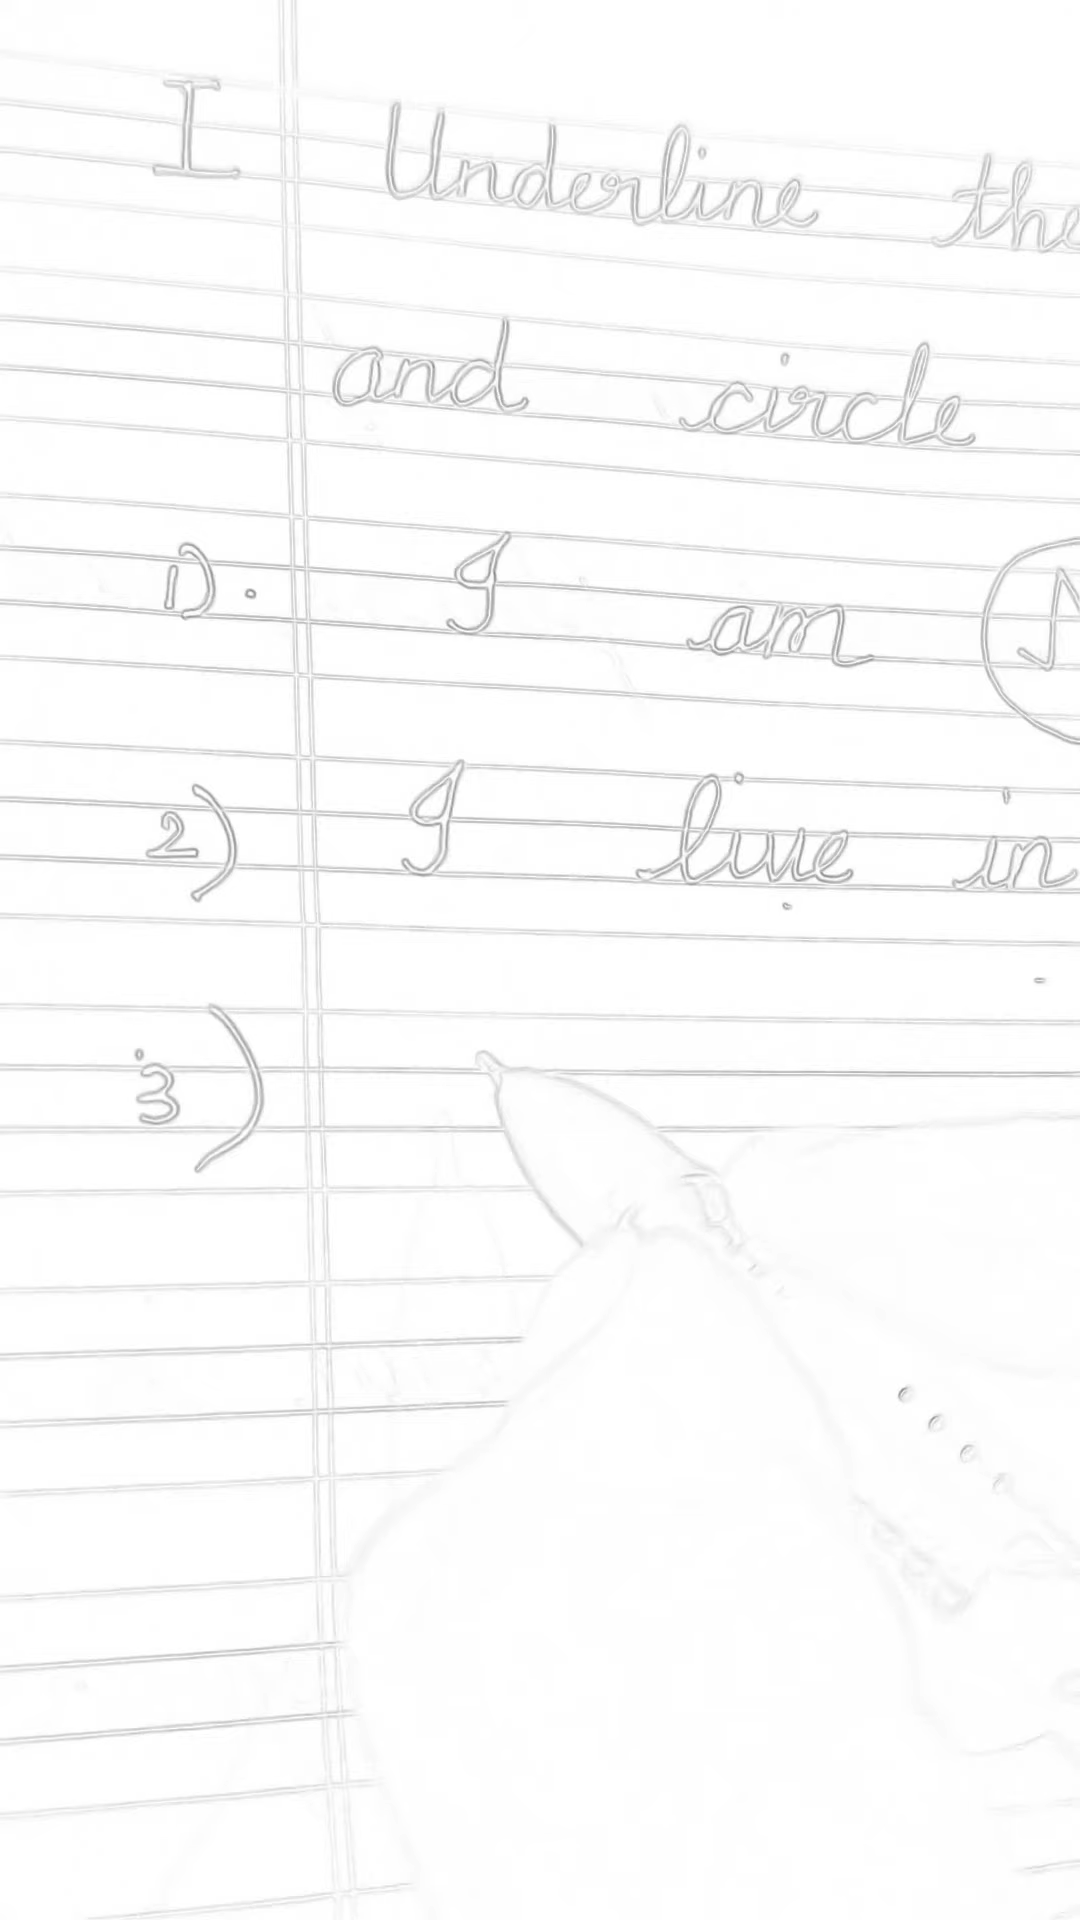 I Underline the
and circle
1). I am
2) I live in
3)